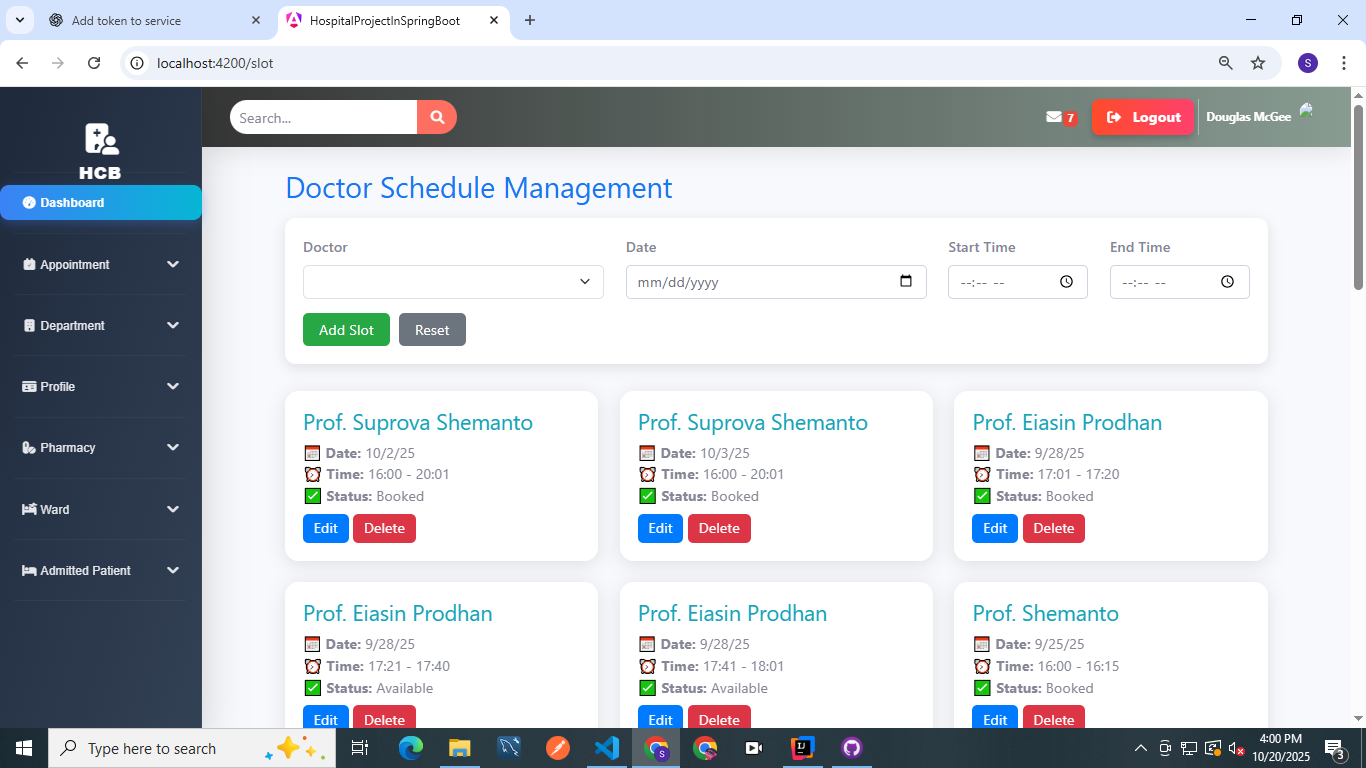 Add token to service
HospitalProjectInSpringBoot
localhost:4200/slot
S
HCB
Dashboard
Appointment
Department
Profile
Pharmacy
Ward
Admitted Patient
Search...
7
Logout
Douglas McGee
Doctor Schedule Management
Doctor Date Start Time End Time
mm/dd/yyyy --:-- -- --:-- --
Add Slot Reset
Prof. Suprova Shemanto
Date: 10/2/25
Time: 16:00 - 20:01
Status: Booked
Edit Delete
Prof. Suprova Shemanto
Date: 10/3/25
Time: 16:00 - 20:01
Status: Booked
Edit Delete
Prof. Eiasin Prodhan
Date: 9/28/25
Time: 17:01 - 17:20
Status: Booked
Edit Delete
Prof. Eiasin Prodhan
Date: 9/28/25
Time: 17:21 - 17:40
Status: Available
Edit Delete
Prof. Eiasin Prodhan
Date: 9/28/25
Time: 17:41 - 18:01
Status: Available
Edit Delete
Prof. Shemanto
Date: 9/25/25
Time: 16:00 - 16:15
Status: Booked
Edit Delete
Type here to search
4:00 PM
10/20/2025
3